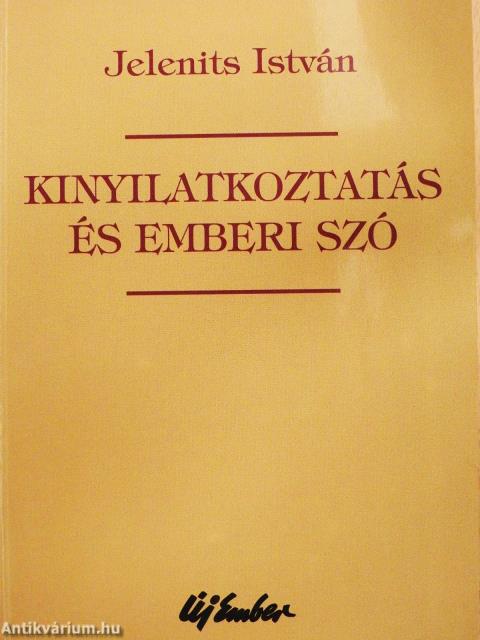 Jelenits István
KINYILATKOZTATÁS
ÉS EMBERI SZÓ
Új Ember
Antikvárium.hu